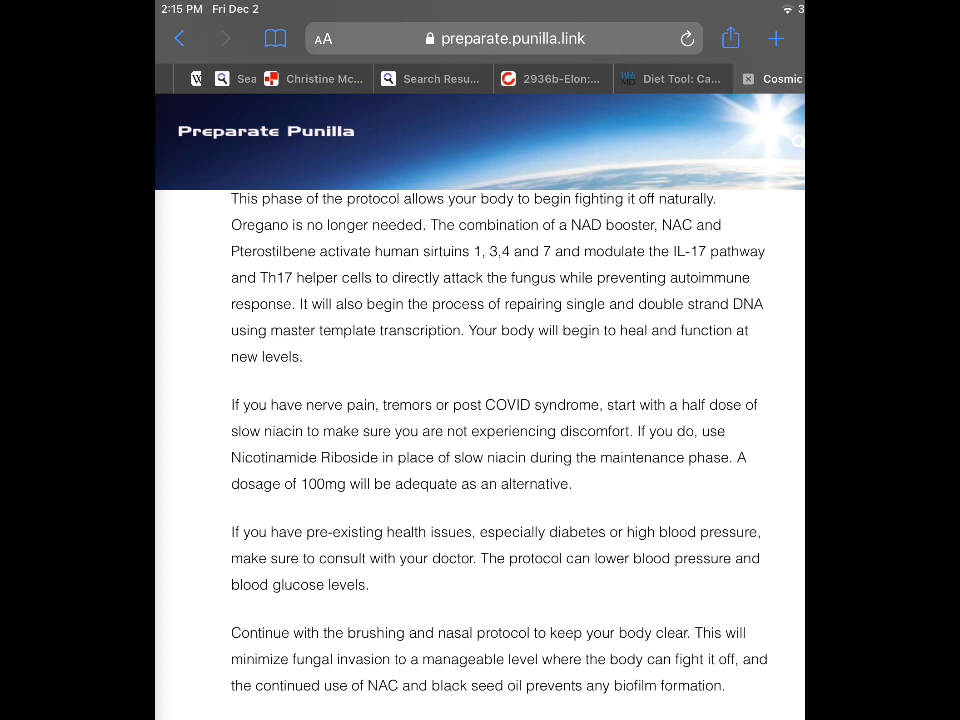 2:15 PM Fri Dec 2
3
AA
preparate.punilla.link
W
Sea
Christine Mc...
Search Resu...
2936b-Elon:...
Diet Tool: Ca...
Cosmic
Preparate Punilla
This phase of the protocol allows your body to begin fighting it off naturally.
Oregano is no longer needed. The combination of a NAD booster, NAC and
Pterostilbene activate human sirtuins 1, 3,4 and 7 and modulate the IL-17 pathway
and Th17 helper cells to directly attack the fungus while preventing autoimmune
response. It will also begin the process of repairing single and double strand DNA
using master template transcription. Your body will begin to heal and function at
new levels.
If you have nerve pain, tremors or post COVID syndrome, start with a half dose of
slow niacin to make sure you are not experiencing discomfort. If you do, use
Nicotinamide Riboside in place of slow niacin during the maintenance phase. A
dosage of 100mg will be adequate as an alternative.
If you have pre-existing health issues, especially diabetes or high blood pressure,
make sure to consult with your doctor. The protocol can lower blood pressure and
blood glucose levels.
Continue with the brushing and nasal protocol to keep your body clear. This will
minimize fungal invasion to a manageable level where the body can fight it off, and
the continued use of NAC and black seed oil prevents any biofilm formation.